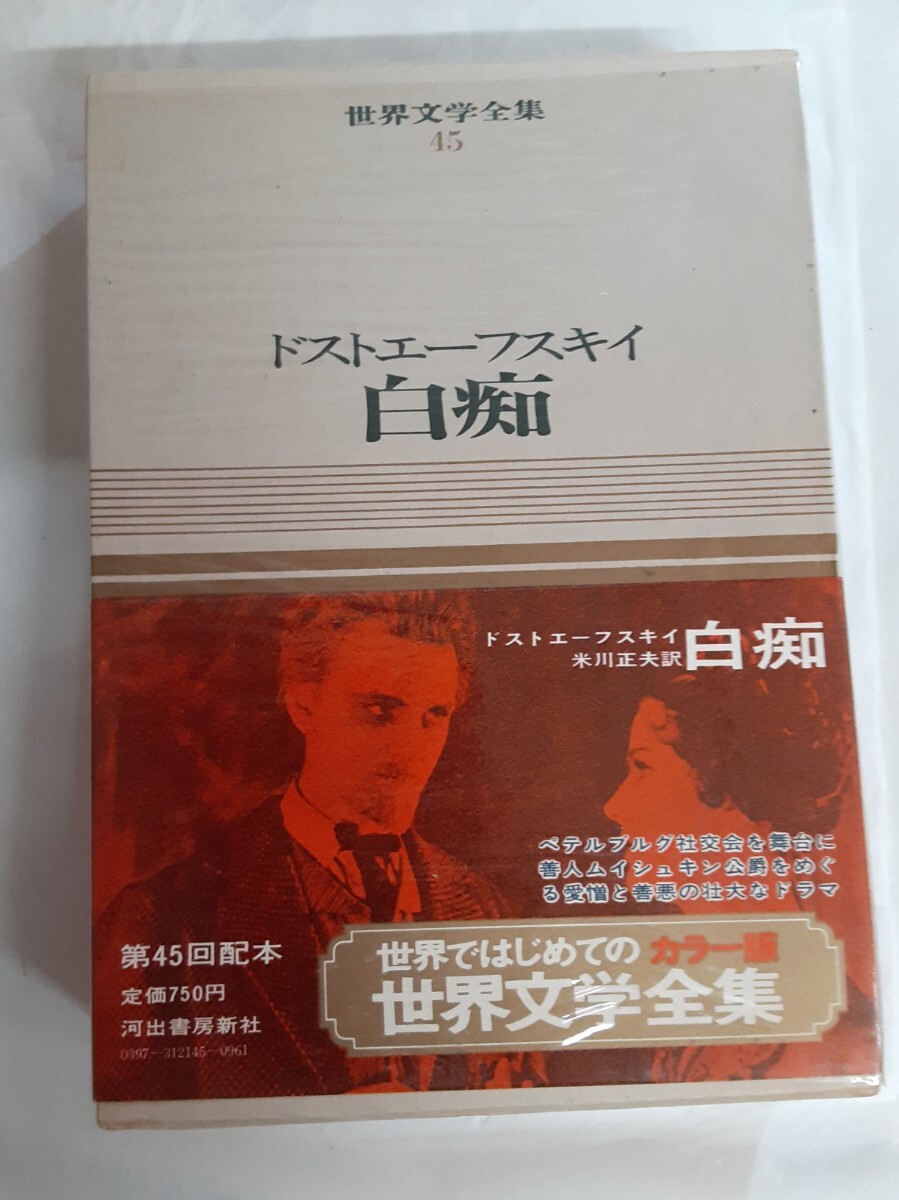 世界文学全集
45
ドストエーフスキイ
白痴
ドストエーフスキイ
米川正夫訳
白痴
ペテルブルグ社交会を舞台に
善人ムイシュキン公爵をめぐ
る愛憎と善悪の壮大なドラマ
第45回配本
定価750円
河出書房新社
0397-312145-0961
世界ではじめての カラー版
世界文学全集